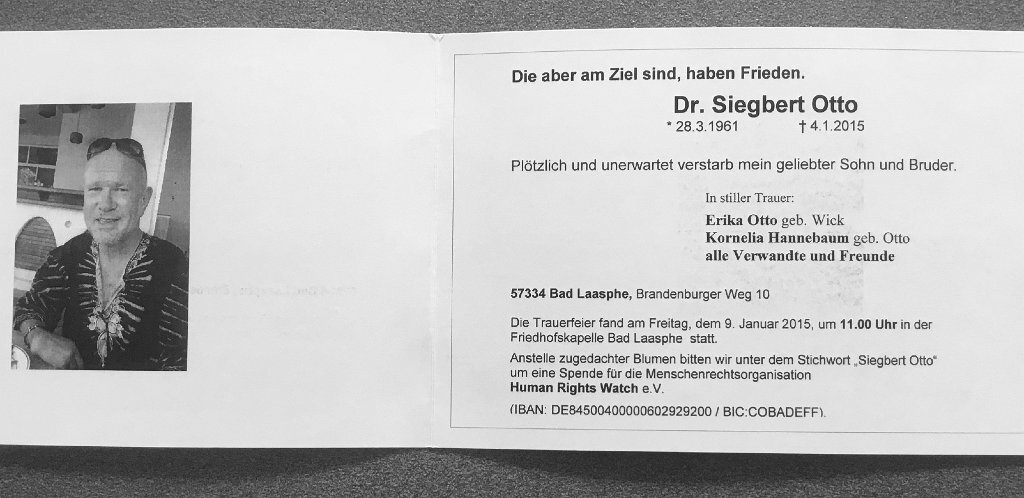 Die aber am Ziel sind, haben Frieden.
Dr. Siegbert Otto
* 28.3.1961 † 4.1.2015
Plötzlich und unerwartet verstarb mein geliebter Sohn und Bruder.
In stiller Trauer:
Erika Otto geb. Wick
Kornelia Hannebaum geb. Otto
alle Verwandte und Freunde
57334 Bad Laasphe, Brandenburger Weg 10
Die Trauerfeier fand am Freitag, dem 9. Januar 2015, um 11.00 Uhr in der
Friedhofskapelle Bad Laasphe statt.
Anstelle zugedachter Blumen bitten wir unter dem Stichwort „Siegbert Otto“
um eine Spende für die Menschenrechtsorganisation
Human Rights Watch e.V.
(IBAN: DE84500400000602929200 / BIC:COBADEFF).